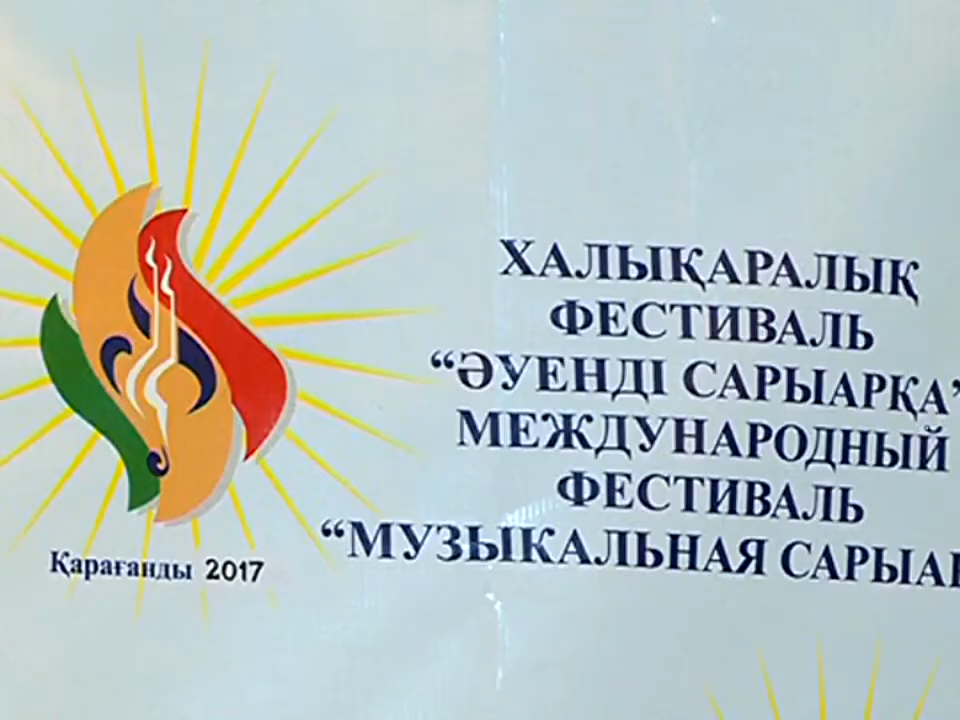 ХАЛЫҚАРАЛЫҚ
ФЕСТИВАЛЬ
“ӘУЕНДІ САРЫАРҚА”
МЕЖДУНАРОДНЫЙ
ФЕСТИВАЛЬ
“МУЗЫКАЛЬНАЯ
Қарағанды 2017